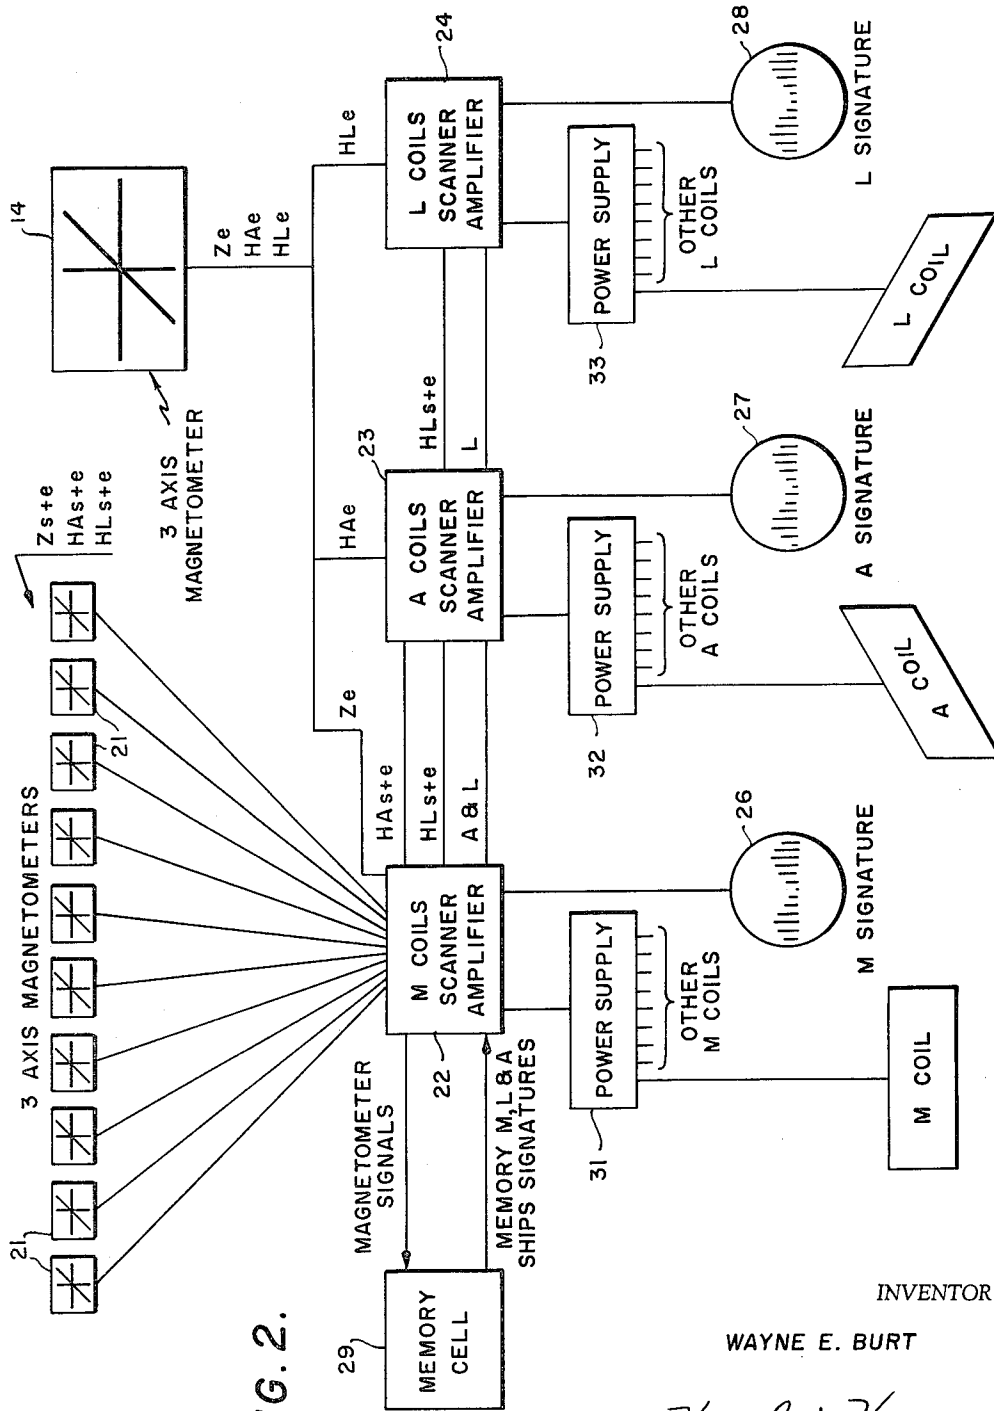 3 AXIS MAGNETOMETERS
21
21
Zs+e
HAs+e
HLs+e
3 AXIS
MAGNETOMETER
14
Ze
HAe
HLe
Ze
HAe
HLe
MEMORY
CELL
29
MAGNETOMETER
SIGNALS
MEMORY M, L & A
SHIPS SIGNATURES
M COILS
SCANNER
AMPLIFIER
22
HAs+e
HLs+e
A & L
A COILS
SCANNER
AMPLIFIER
23
HLs+e
L
L COILS
SCANNER
AMPLIFIER
24
POWER SUPPLY
31
OTHER
M COILS
26
M SIGNATURE
M COIL
POWER SUPPLY
32
OTHER
A COILS
27
A SIGNATURE
A COIL
POWER SUPPLY
33
OTHER
L COILS
28
L SIGNATURE
L COIL
G. 2.
INVENTOR
WAYNE E. BURT